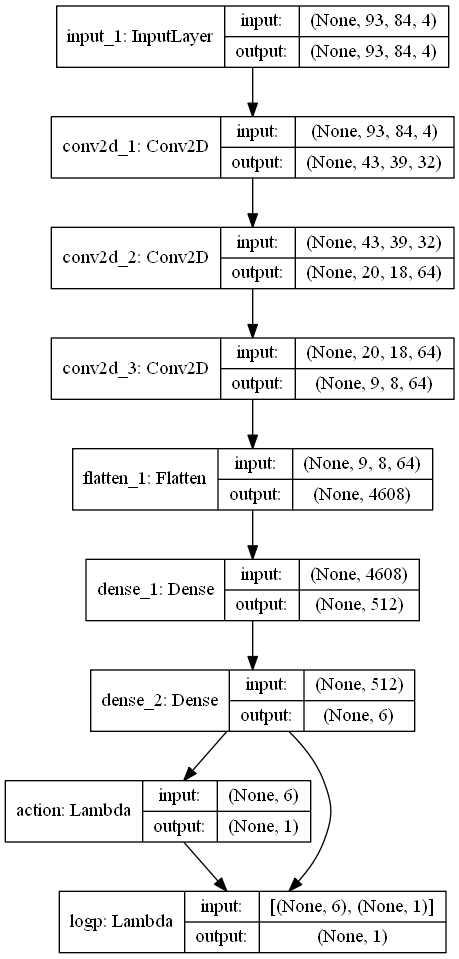 input_1: InputLayer
input: (None, 93, 84, 4)
output: (None, 93, 84, 4)
conv2d_1: Conv2D
input: (None, 93, 84, 4)
output: (None, 43, 39, 32)
conv2d_2: Conv2D
input: (None, 43, 39, 32)
output: (None, 20, 18, 64)
conv2d_3: Conv2D
input: (None, 20, 18, 64)
output: (None, 9, 8, 64)
flatten_1: Flatten
input: (None, 9, 8, 64)
output: (None, 4608)
dense_1: Dense
input: (None, 4608)
output: (None, 512)
dense_2: Dense
input: (None, 512)
output: (None, 6)
action: Lambda
input: (None, 6)
output: (None, 1)
logp: Lambda
input: [(None, 6), (None, 1)]
output: (None, 1)